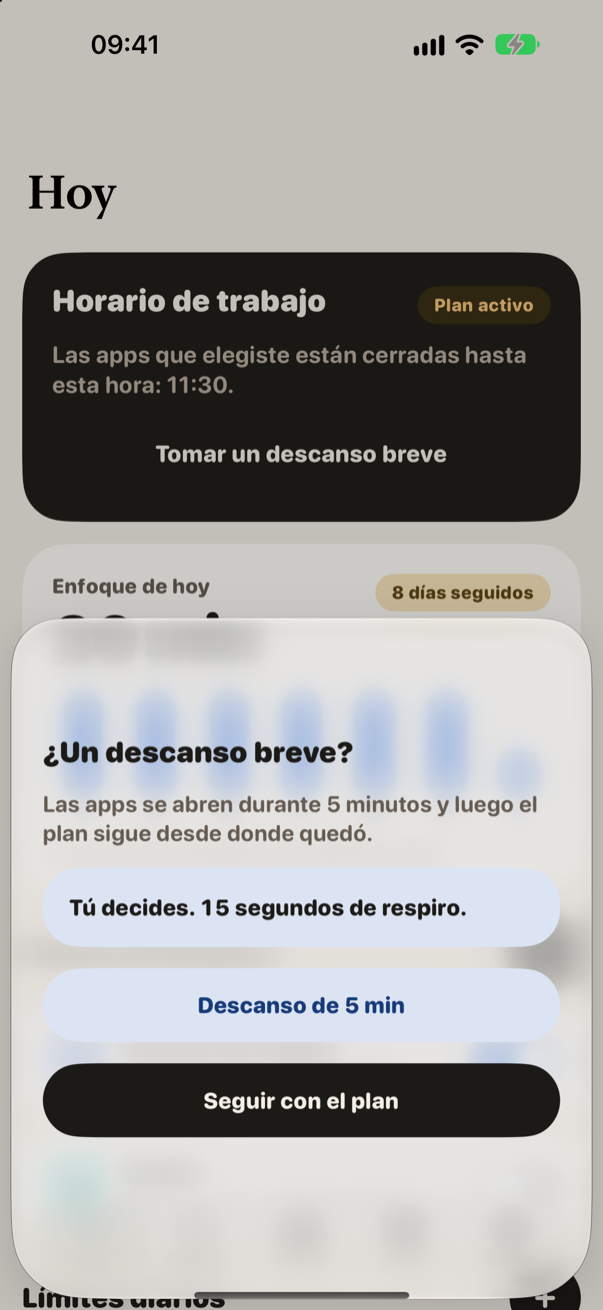 09:41
Hoy
Horario de trabajo
Plan activo
Las apps que elegiste están cerradas hasta
esta hora: 11:30.
Tomar un descanso breve
Enfoque de hoy
8 días seguidos
¿Un descanso breve?
Las apps se abren durante 5 minutos y luego el
plan sigue desde donde quedó.
Tú decides. 15 segundos de respiro.
Descanso de 5 min
Seguir con el plan
Límites diarios